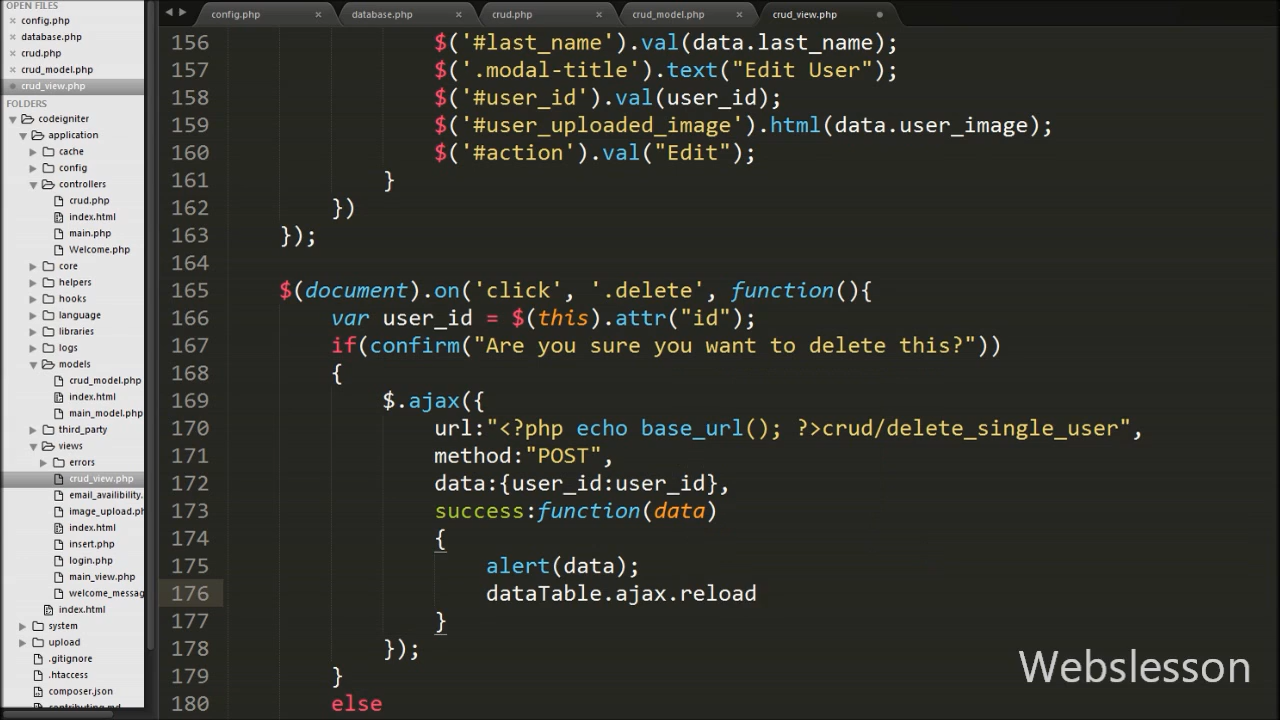 OPEN FILES
config.php
database.php
crud.php
crud_model.php
crud_view.php
FOLDERS
codeigniter
application
cache
config
controllers
crud.php
index.html
main.php
Welcome.php
core
helpers
hooks
language
libraries
logs
models
crud_model.php
index.html
main_model.php
third_party
views
errors
crud_view.php
email_availibility.
image_upload.ph
index.html
insert.php
login.php
main_view.php
welcome_messag
index.html
system
upload
.gitignore
.htaccess
composer.json
contributing.md
config.php database.php crud.php crud_model.php crud_view.php
156 $('#last_name').val(data.last_name);
157 $('.modal-title').text("Edit User");
158 $('#user_id').val(user_id);
159 $('#user_uploaded_image').html(data.user_image);
160 $('#action').val("Edit");
161 }
162 })
163 });
164
165 $(document).on('click', '.delete', function(){
166 var user_id = $(this).attr("id");
167 if(confirm("Are you sure you want to delete this?"))
168 {
169 $.ajax({
170 url:"<?php echo base_url(); ?>crud/delete_single_user",
171 method:"POST",
172 data:{user_id:user_id},
173 success:function(data)
174 {
175 alert(data);
176 dataTable.ajax.reload
177 }
178 });
179 }
180 else
Webslesson